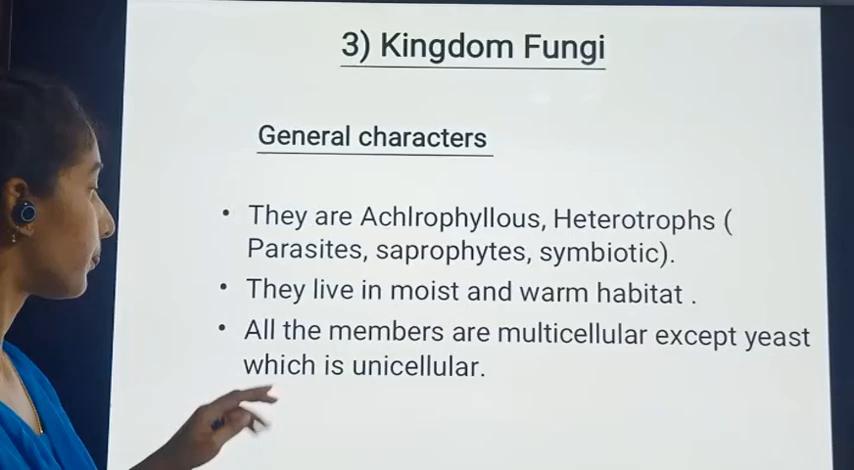 3) Kingdom Fungi
General characters
• They are Achlrophyllous, Heterotrophs (
Parasites, saprophytes, symbiotic).
• They live in moist and warm habitat .
• All the members are multicellular except yeast
which is unicellular.